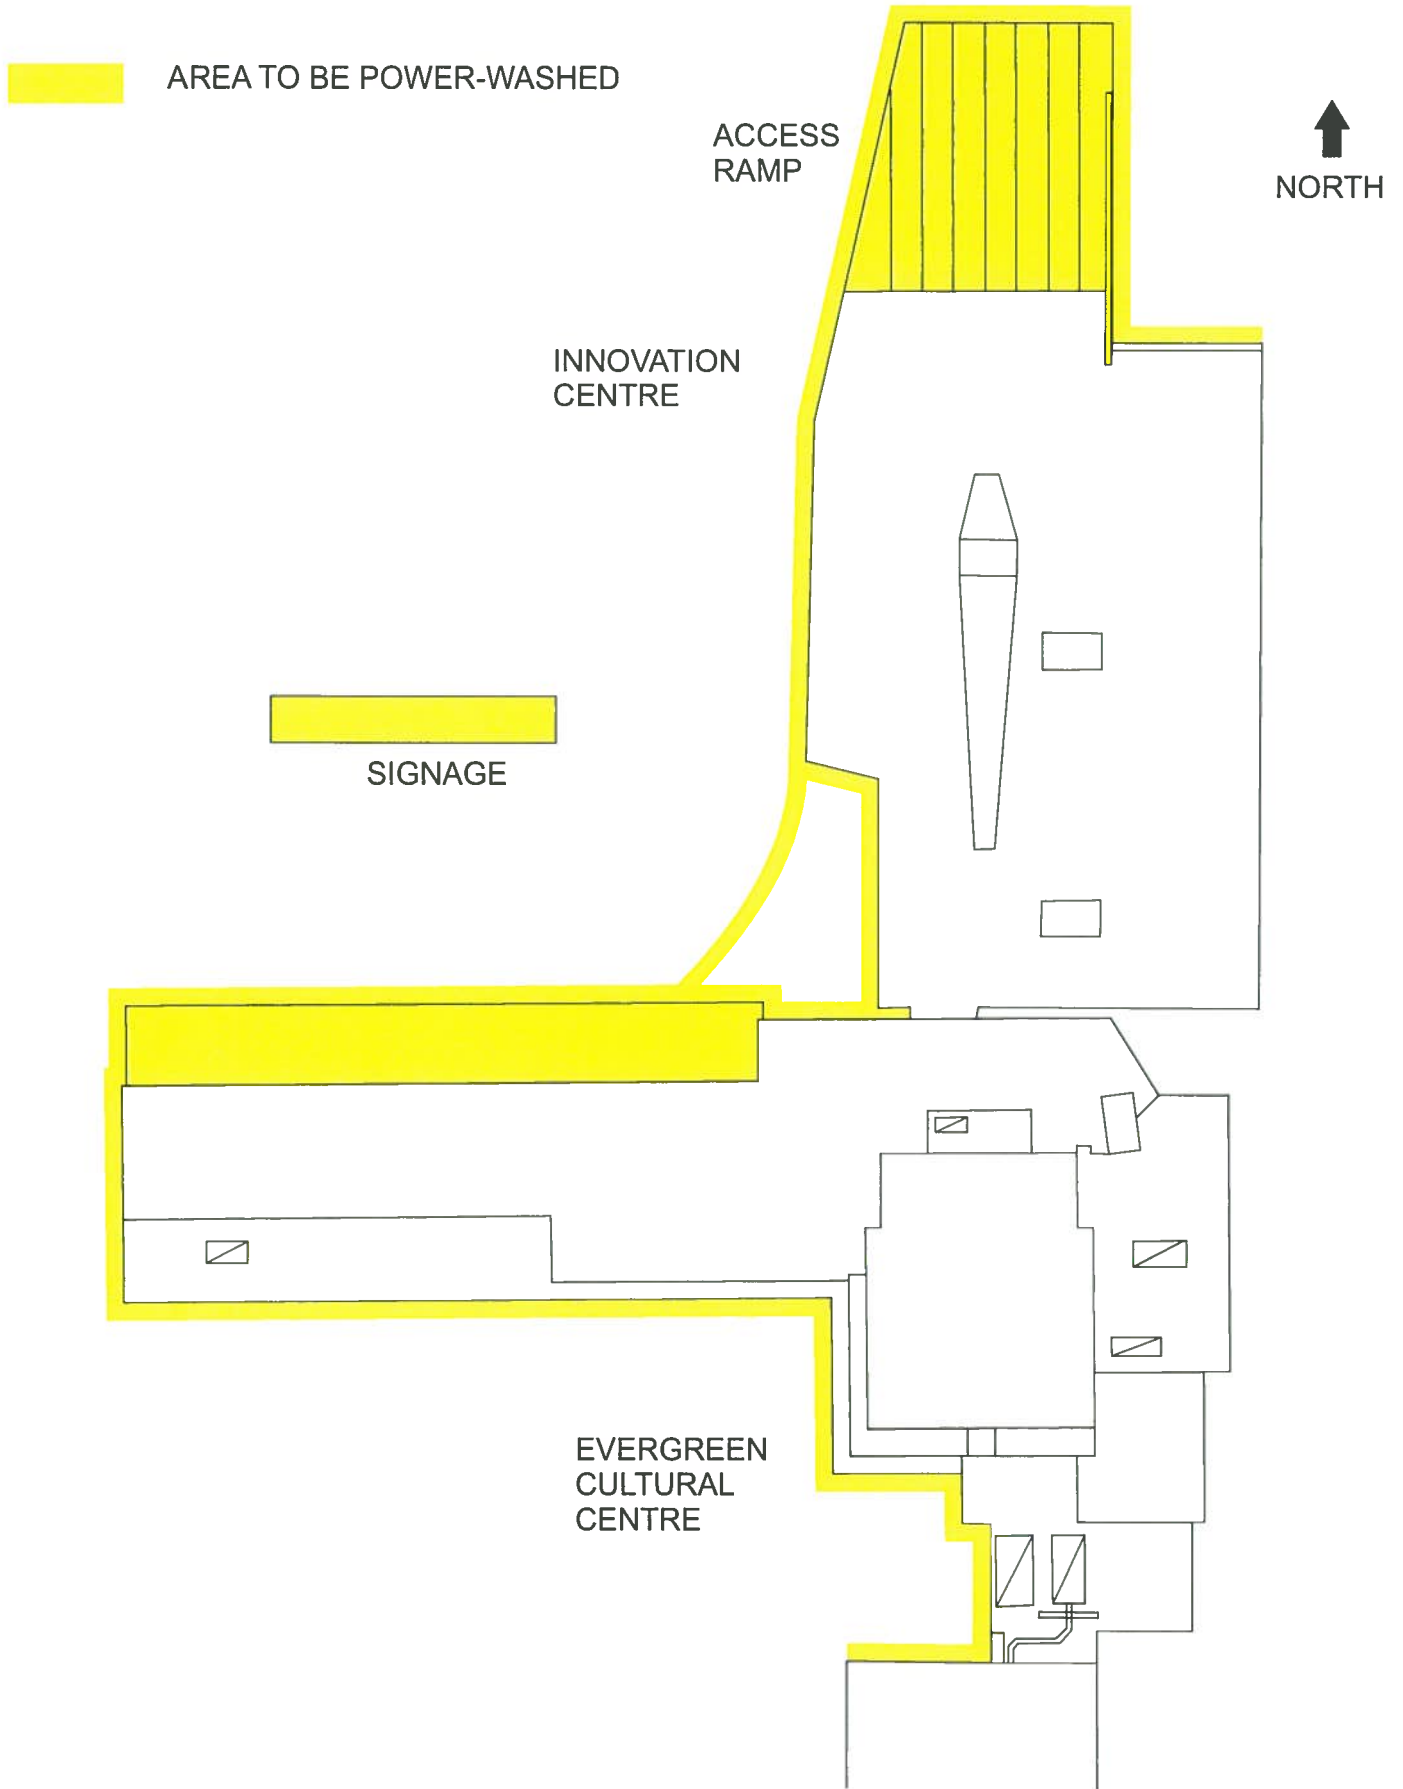 AREA TO BE POWER-WASHED
ACCESS
RAMP
NORTH
INNOVATION
CENTRE
SIGNAGE
EVERGREEN
CULTURAL
CENTRE